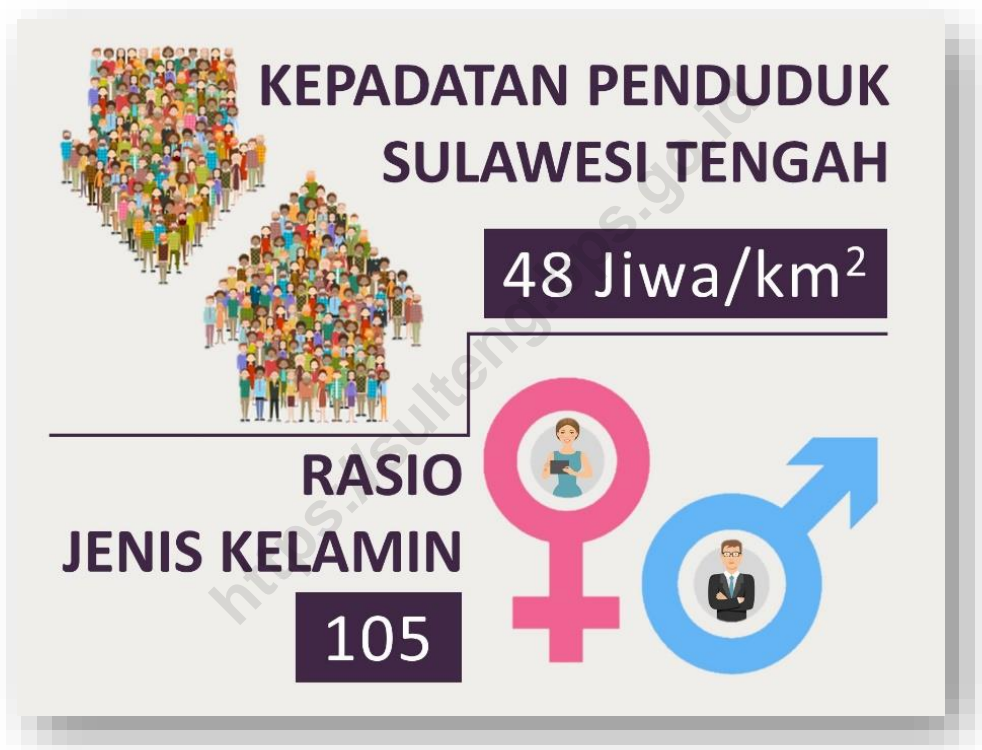 KEPADATAN PENDUDUK
SULAWESI TENGAH
48 Jiwa/km²
RASIO
JENIS KELAMIN
105
https://sulteng.bps.go.id